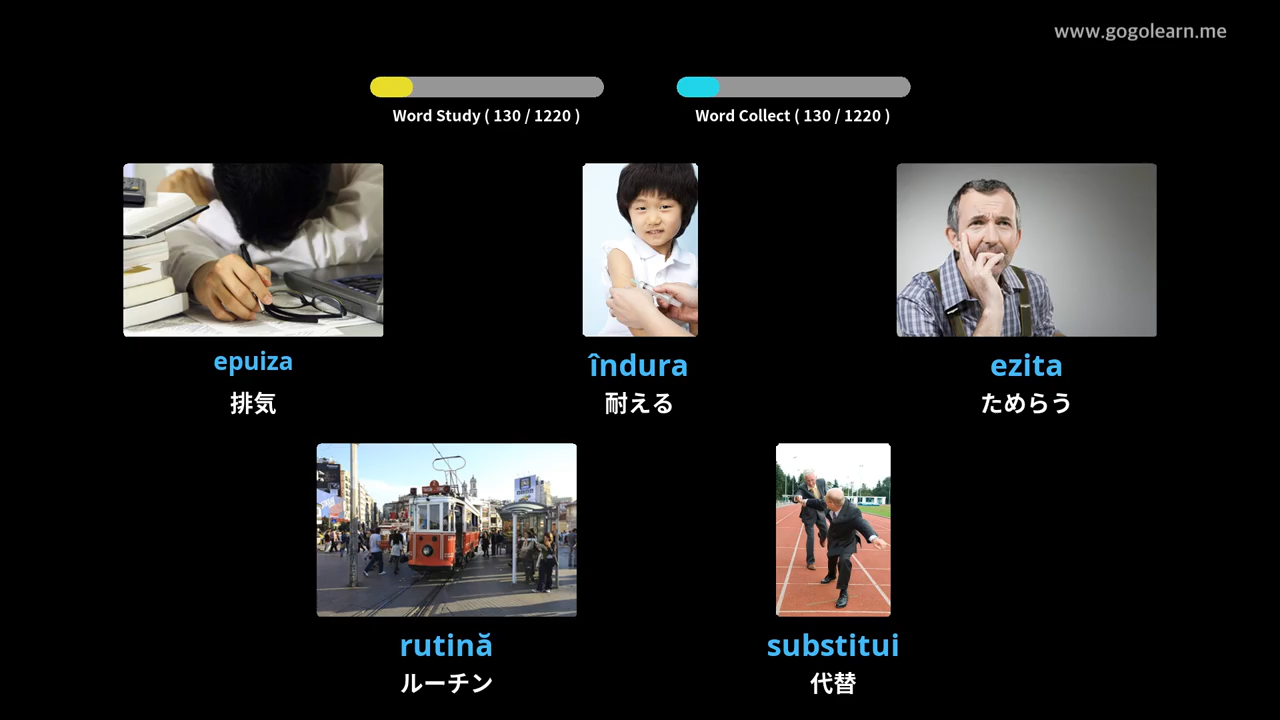 www.gogolearn.me
Word Study ( 130 / 1220 )
Word Collect ( 130 / 1220 )
epuiza
排気
îndura
耐える
ezita
ためらう
rutină
ルーチン
substitui
代替